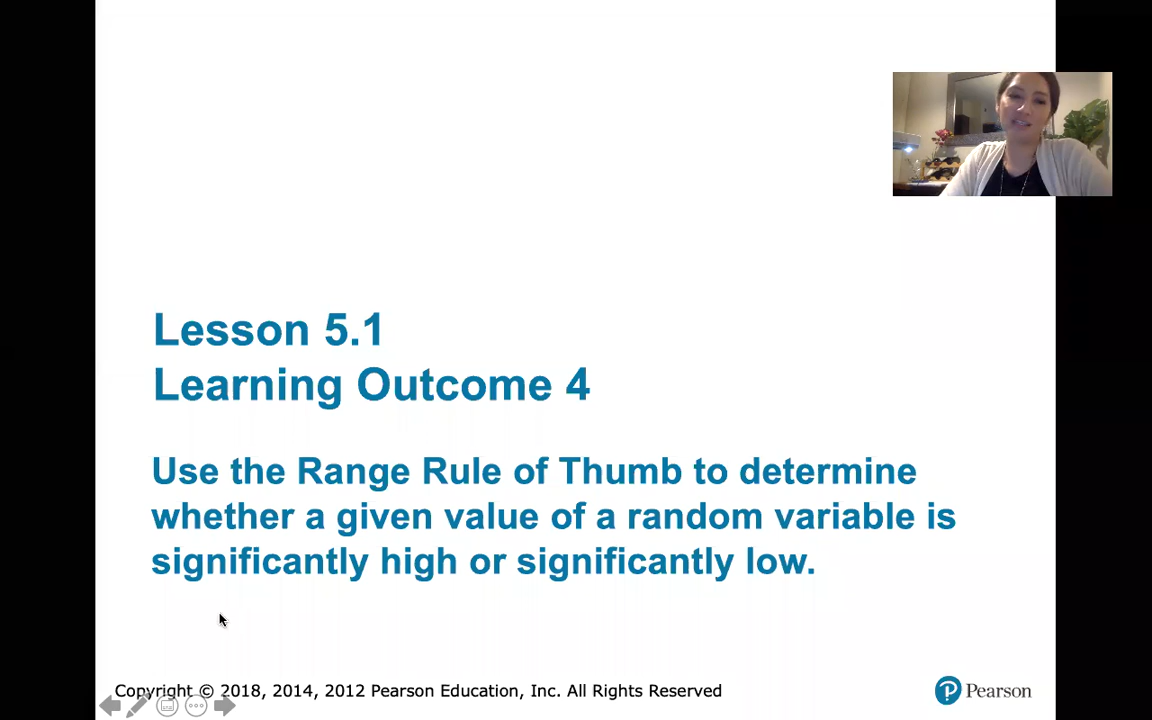 Lesson 5.1
Learning Outcome 4
Use the Range Rule of Thumb to determine
whether a given value of a random variable is
significantly high or significantly low.
Copyright © 2018, 2014, 2012 Pearson Education, Inc. All Rights Reserved
Pearson